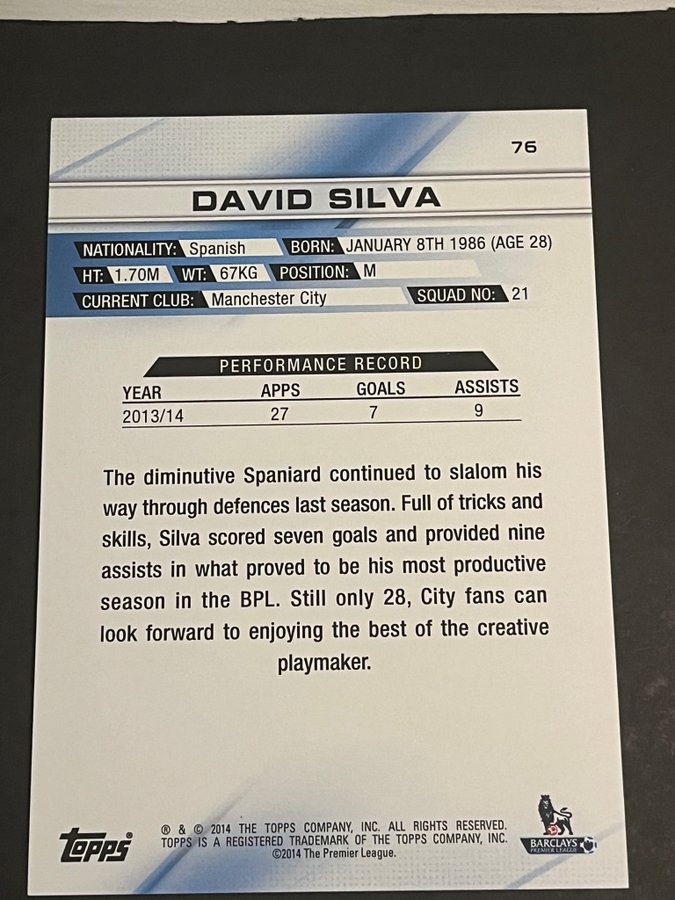 76
DAVID SILVA
NATIONALITY: Spanish BORN: JANUARY 8TH 1986 (AGE 28)
HT: 1.70M WT: 67KG POSITION: M
CURRENT CLUB: Manchester City SQUAD NO: 21
PERFORMANCE RECORD
YEAR APPS GOALS ASSISTS
2013/14 27 7 9
The diminutive Spaniard continued to slalom his
way through defences last season. Full of tricks and
skills, Silva scored seven goals and provided nine
assists in what proved to be his most productive
season in the BPL. Still only 28, City fans can
look forward to enjoying the best of the creative
playmaker.
® & © 2014 THE TOPPS COMPANY, INC. ALL RIGHTS RESERVED.
TOPPS IS A REGISTERED TRADEMARK OF THE TOPPS COMPANY, INC.
©2014 The Premier League.
Topps®
BARCLAYS
PREMIER LEAGUE